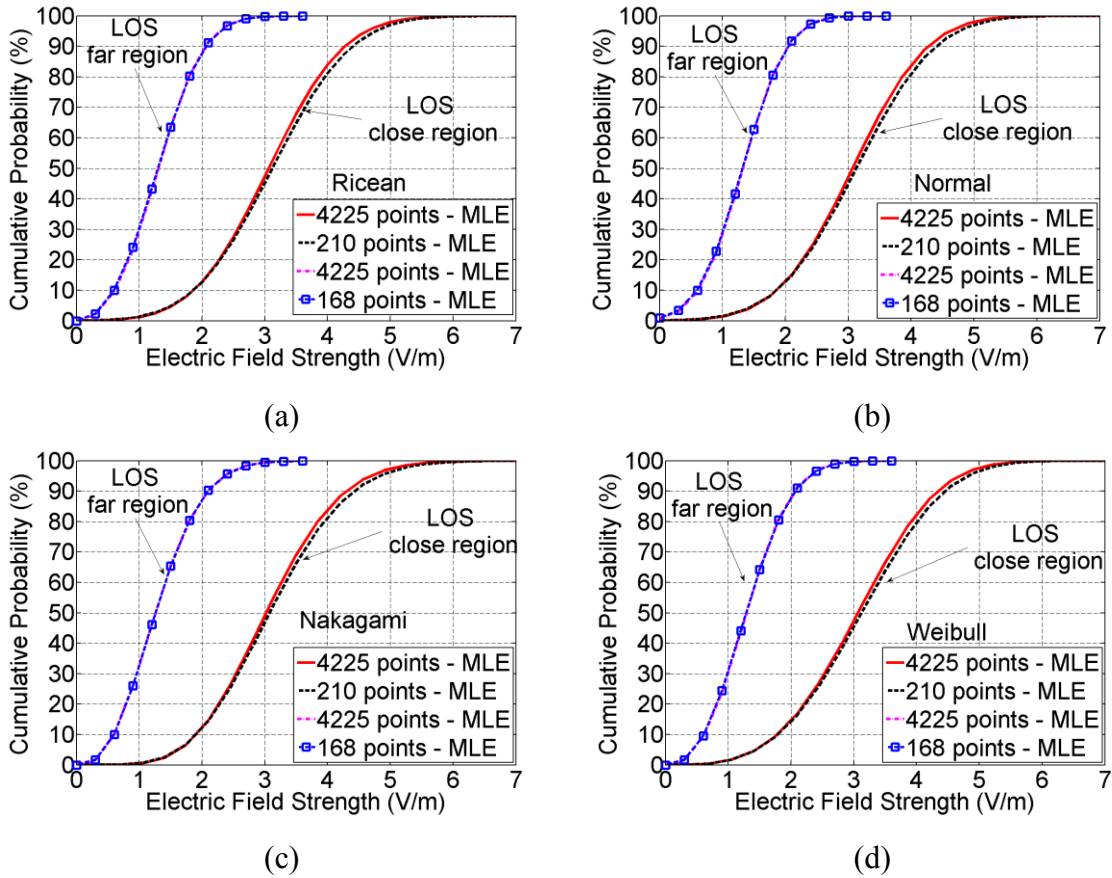 100
90
80
70
60
50
40
30
20
10
0
Cumulative Probability (%)
LOS
far region
LOS
close region
Ricean
4225 points - MLE
210 points - MLE
4225 points - MLE
168 points - MLE
0 1 2 3 4 5 6 7
Electric Field Strength (V/m)
(a)
100
90
80
70
60
50
40
30
20
10
0
Cumulative Probability (%)
LOS
far region
LOS
close region
Normal
4225 points - MLE
210 points - MLE
4225 points - MLE
168 points - MLE
0 1 2 3 4 5 6 7
Electric Field Strength (V/m)
(b)
100
90
80
70
60
50
40
30
20
10
0
Cumulative Probability (%)
LOS
far region
LOS
close region
Nakagami
4225 points - MLE
210 points - MLE
4225 points - MLE
168 points - MLE
0 1 2 3 4 5 6 7
Electric Field Strength (V/m)
(c)
100
90
80
70
60
50
40
30
20
10
0
Cumulative Probability (%)
LOS
far region
LOS
close region
Weibull
4225 points - MLE
210 points - MLE
4225 points - MLE
168 points - MLE
0 1 2 3 4 5 6 7
Electric Field Strength (V/m)
(d)